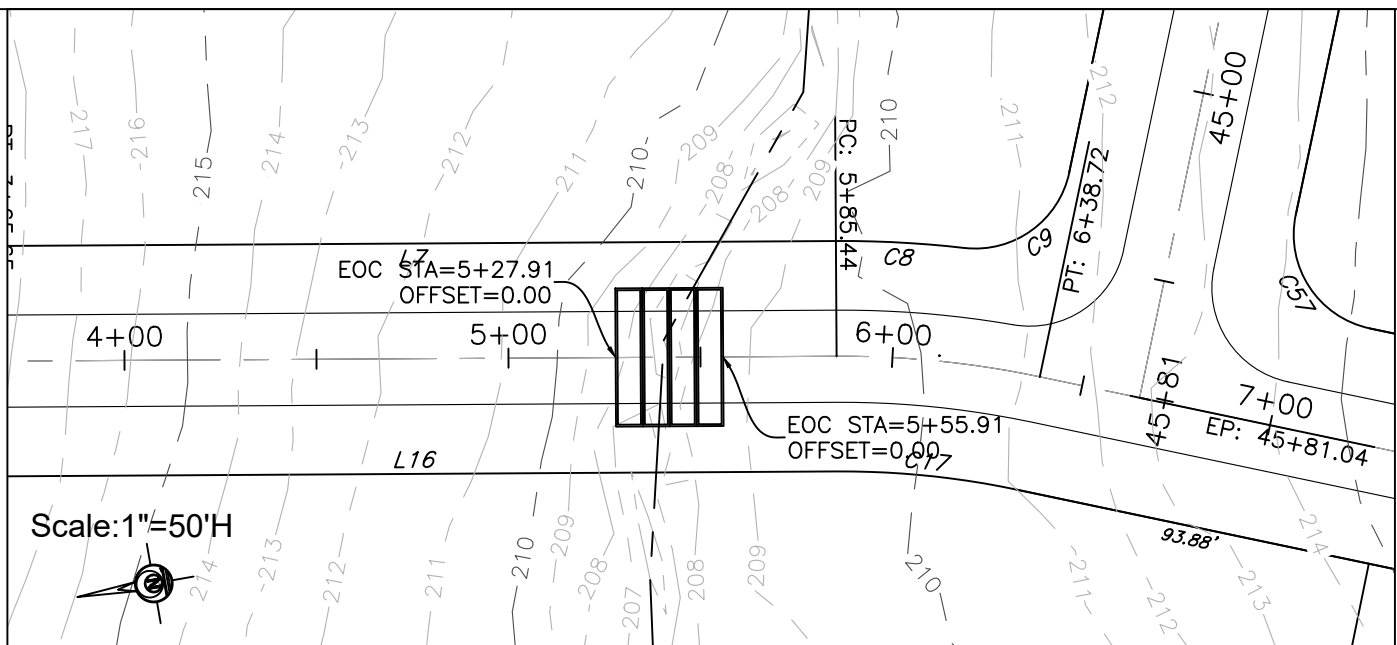 217
216
215
214
213
212
211
210
209
208
208
209
210
211
212
45+00
PC: 5+85.44
PT: 6+38.72
L7
C8
C9
C57
EOC STA=5+27.91
OFFSET=0.00
4+00
5+00
6+00
7+00
45+81
EP: 45+81.04
EOC STA=5+55.91
OFFSET=0.00
C17
L16
93.88'
Scale:1"=50'H
N
214
213
212
211
210
209
208
207
208
209
210
211
212
213
214